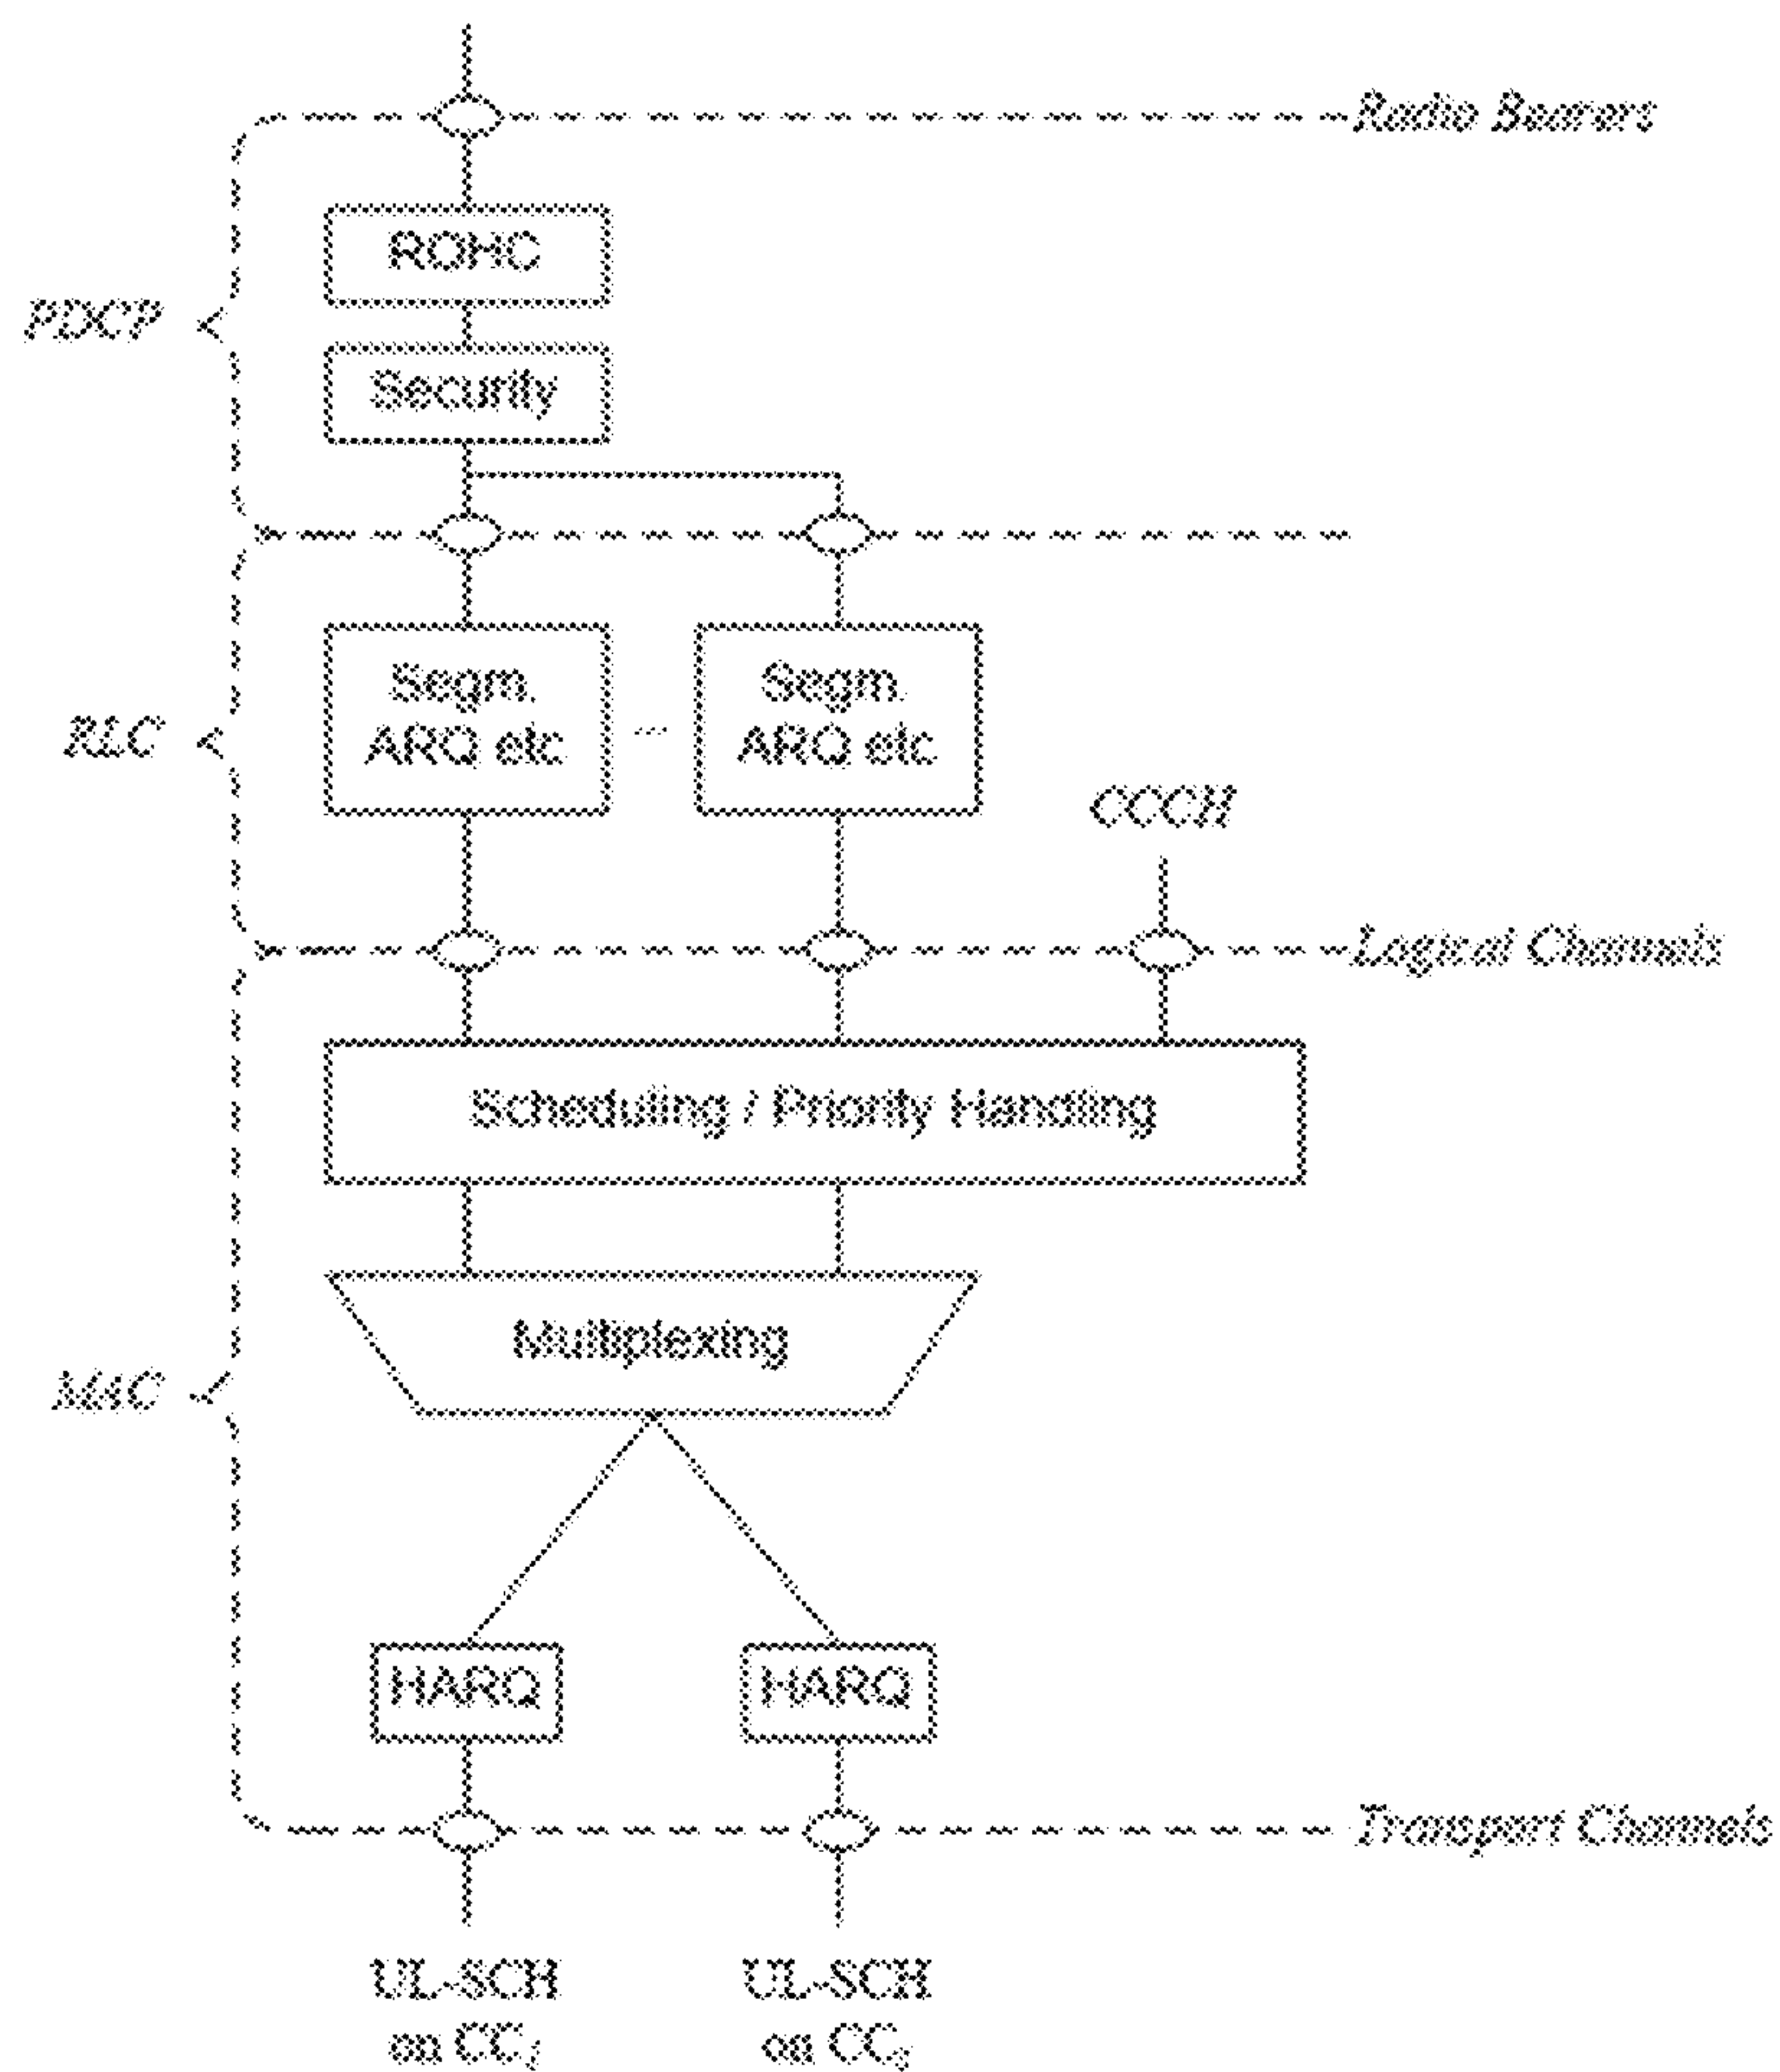 Radio Bearers
ROHC
PDCP
Security
Segm.
ARQ etc
...
Segm.
ARQ etc
RLC
CCCH
Logical Channels
Scheduling / Priority Handling
Multiplexing
MAC
HARQ
HARQ
Transport Channels
UL-SCH
on CC1
UL-SCH
on CC